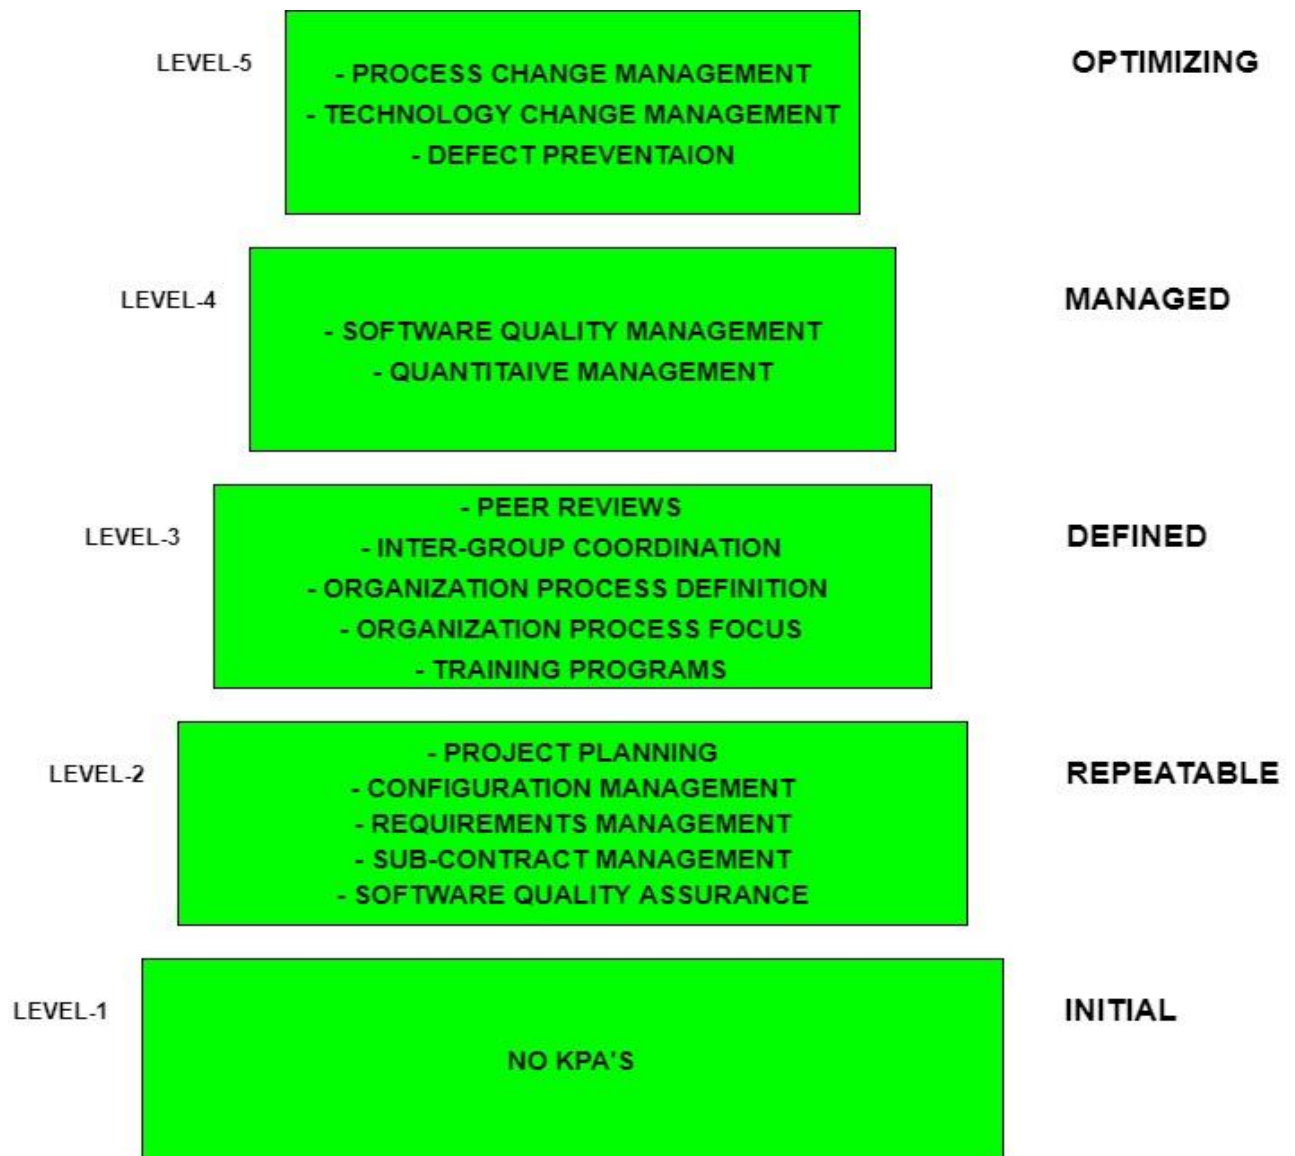 LEVEL-5
- PROCESS CHANGE MANAGEMENT
- TECHNOLOGY CHANGE MANAGEMENT
- DEFECT PREVENTAION
OPTIMIZING
LEVEL-4
- SOFTWARE QUALITY MANAGEMENT
- QUANTITAIVE MANAGEMENT
MANAGED
LEVEL-3
- PEER REVIEWS
- INTER-GROUP COORDINATION
- ORGANIZATION PROCESS DEFINITION
- ORGANIZATION PROCESS FOCUS
- TRAINING PROGRAMS
DEFINED
LEVEL-2
- PROJECT PLANNING
- CONFIGURATION MANAGEMENT
- REQUIREMENTS MANAGEMENT
- SUB-CONTRACT MANAGEMENT
- SOFTWARE QUALITY ASSURANCE
REPEATABLE
LEVEL-1
NO KPA'S
INITIAL